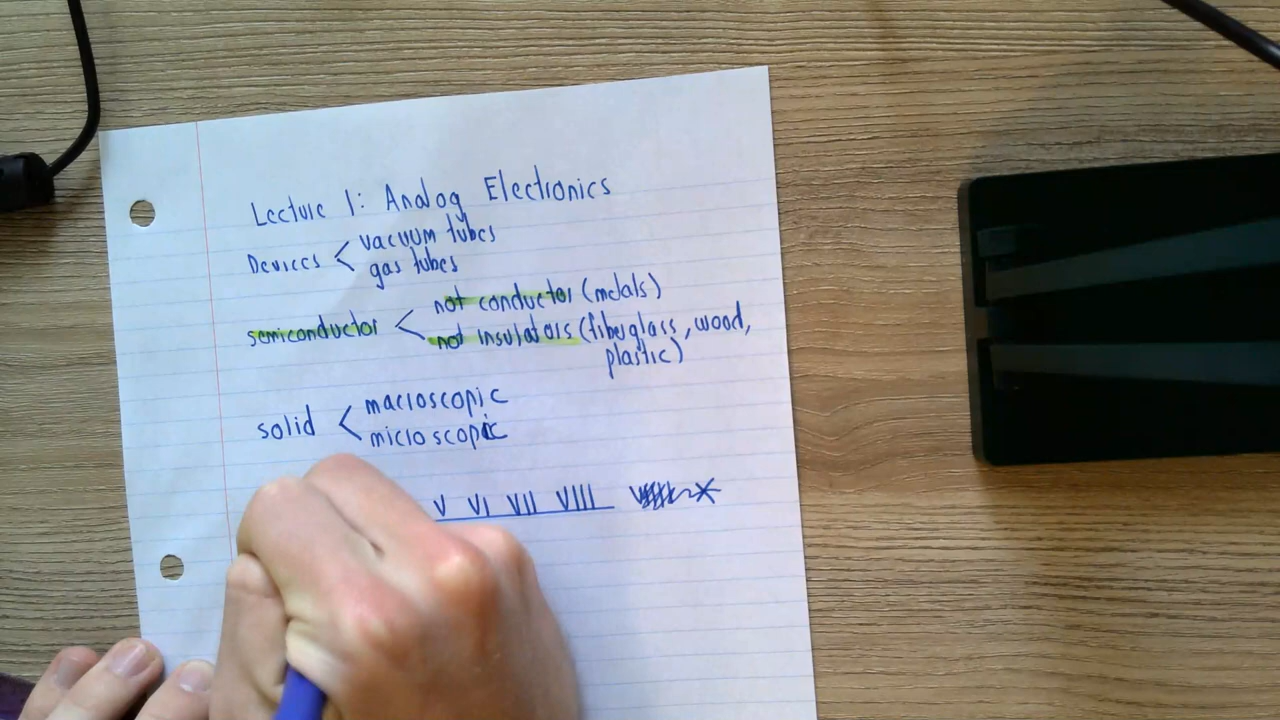 Lecture 1: Analog Electronics
Devices < vacuum tubes
gas tubes
semiconductor < not conductor (metals)
not insulators (fiberglass, wood,
plastic)
solid < macroscopic
microscopic
V VI VII VIII